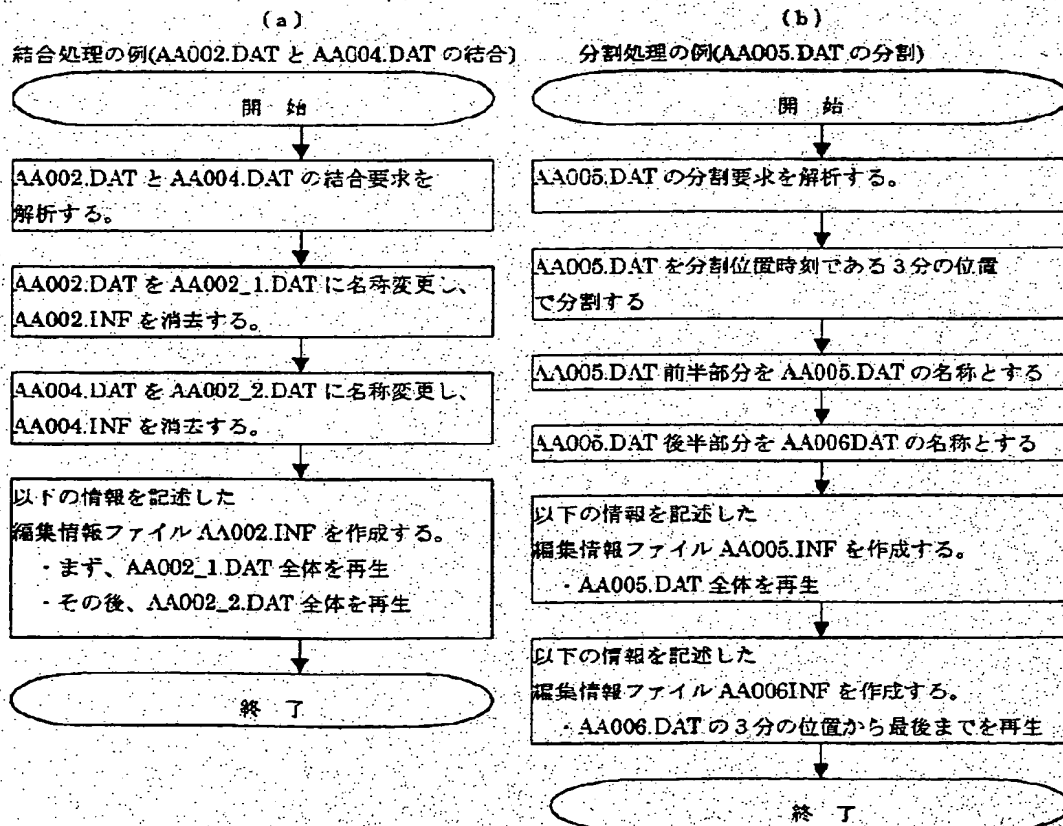 (a)
結合処理の例(AA002.DAT と AA004.DAT の結合)
開 始
AA002.DAT と AA004.DAT の結合要求を
解析する。
AA002.DAT を AA002_1.DAT に名称変更し、
AA002.INF を消去する。
AA004.DAT を AA002_2.DAT に名称変更し、
AA004.INF を消去する。
以下の情報を記述した
編集情報ファイル AA002.INF を作成する。
・まず、AA002_1.DAT 全体を再生
・その後、AA002_2.DAT 全体を再生
終 了
(b)
分割処理の例(AA005.DAT の分割)
開 始
AA005.DAT の分割要求を解析する。
AA005.DAT を分割位置時刻である3分の位置
で分割する
AA005.DAT 前半部分を AA005.DAT の名称とする
AA005.DAT 後半部分を AA006DAT の名称とする
以下の情報を記述した
編集情報ファイル AA005.INF を作成する。
・AA005.DAT 全体を再生
以下の情報を記述した
編集情報ファイル AA006INF を作成する。
・AA006.DAT の3分の位置から最後までを再生
終 了